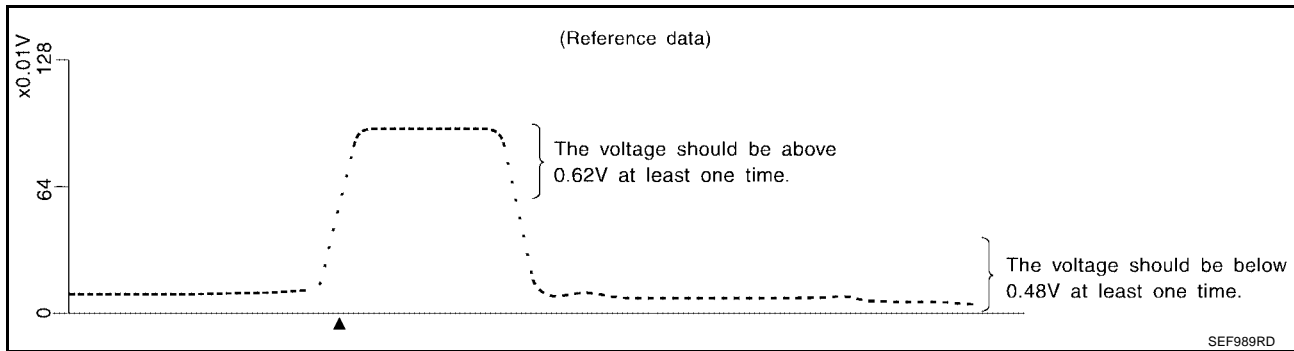 (Reference data)
x0.01V
128
64
0
The voltage should be above
0.62V at least one time.
The voltage should be below
0.48V at least one time.
SEF989RD